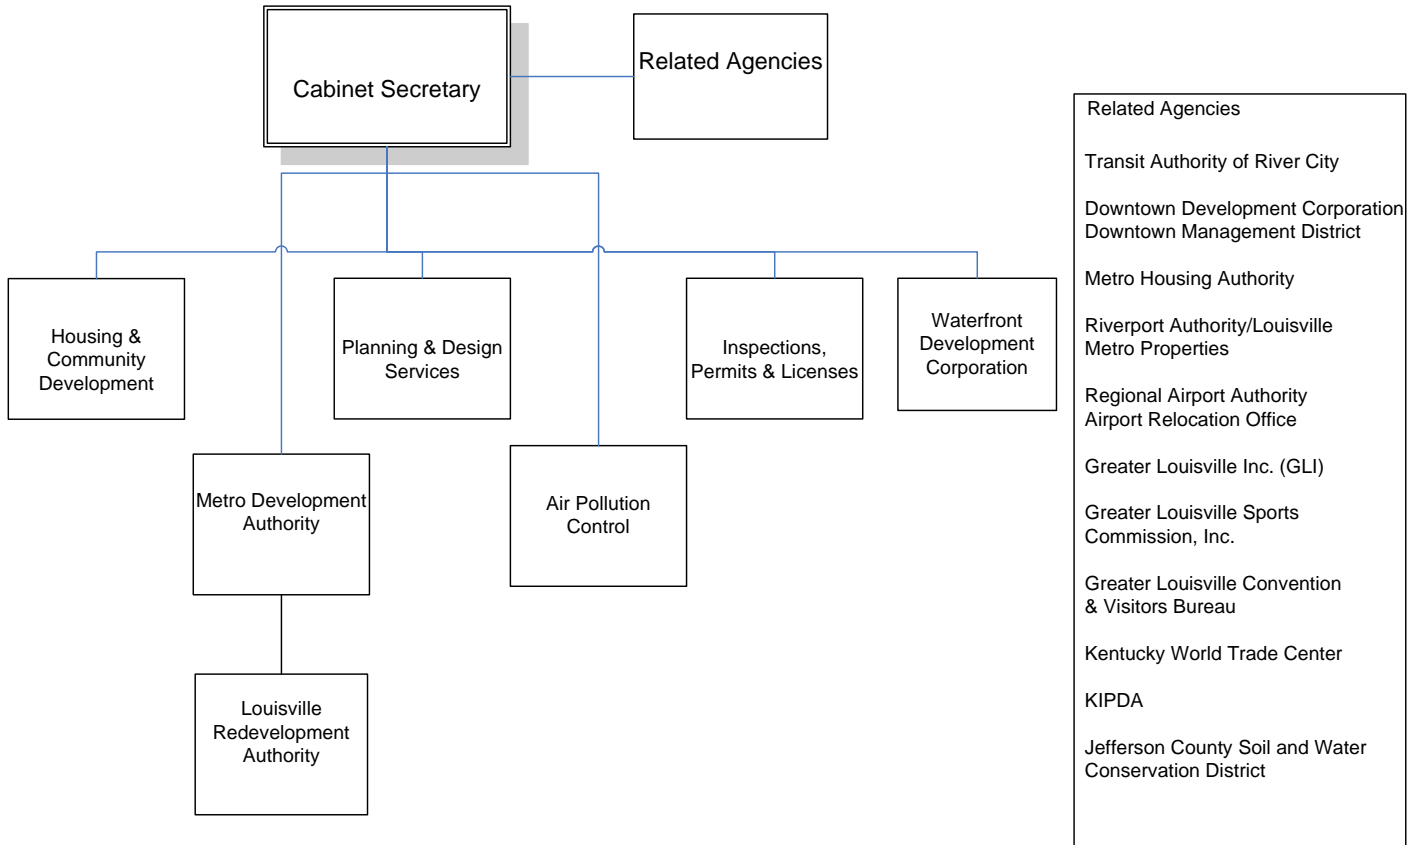 Cabinet Secretary
Related Agencies
Housing &
Community
Development
Planning & Design
Services
Inspections,
Permits & Licenses
Waterfront
Development
Corporation
Metro Development
Authority
Air Pollution
Control
Louisville
Redevelopment
Authority
Related Agencies
Transit Authority of River City
Downtown Development Corporation
Downtown Management District
Metro Housing Authority
Riverport Authority/Louisville
Metro Properties
Regional Airport Authority
Airport Relocation Office
Greater Louisville Inc. (GLI)
Greater Louisville Sports
Commission, Inc.
Greater Louisville Convention
& Visitors Bureau
Kentucky World Trade Center
KIPDA
Jefferson County Soil and Water
Conservation District